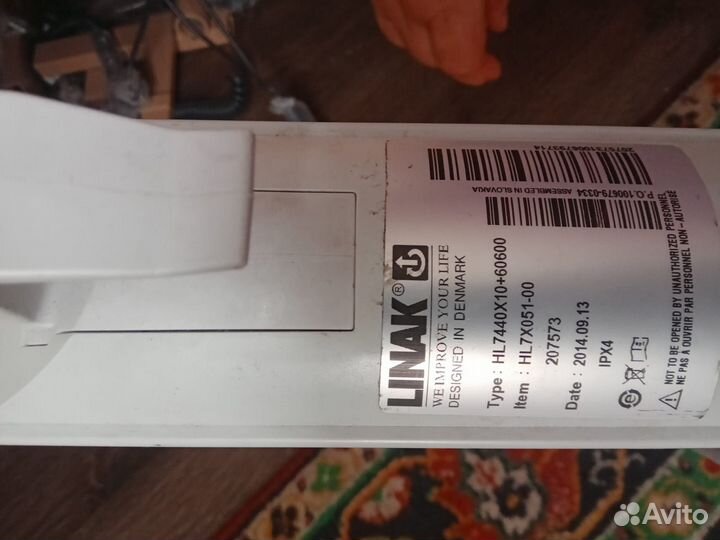 LINAK®
WE IMPROVE YOUR LIFE
DESIGNED IN DENMARK
Type : HL7440X10+60600
Item : HL7X051-00
207573
Date : 2014.09.13
IPX4
ASSEMBLED IN SLOVAKIA
P.O.100679-0334
NOT TO BE OPENED BY UNAUTHORIZED PERSONNEL
NE PAS À OUVRIR PAR PERSONNEL NON-AUTORISÉ
Avito